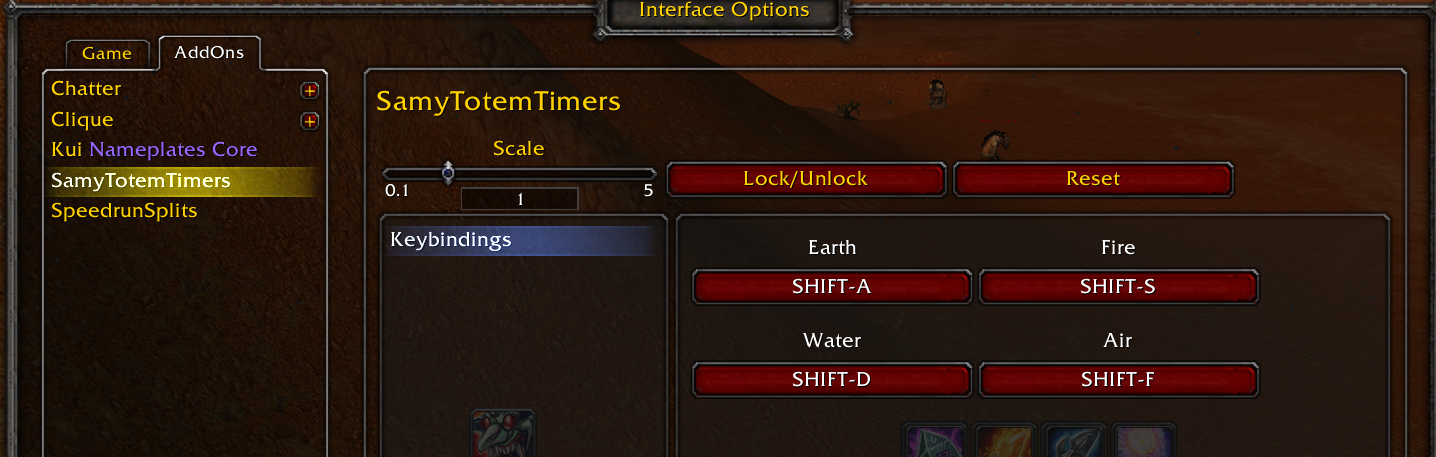 Interface Options
Game
AddOns
Chatter
Clique
Kui Nameplates Core
SamyTotemTimers
SpeedrunSplits
SamyTotemTimers
Scale
0.1
5
1
Lock/Unlock
Reset
Keybindings
Earth
Fire
SHIFT-A
SHIFT-S
Water
Air
SHIFT-D
SHIFT-F